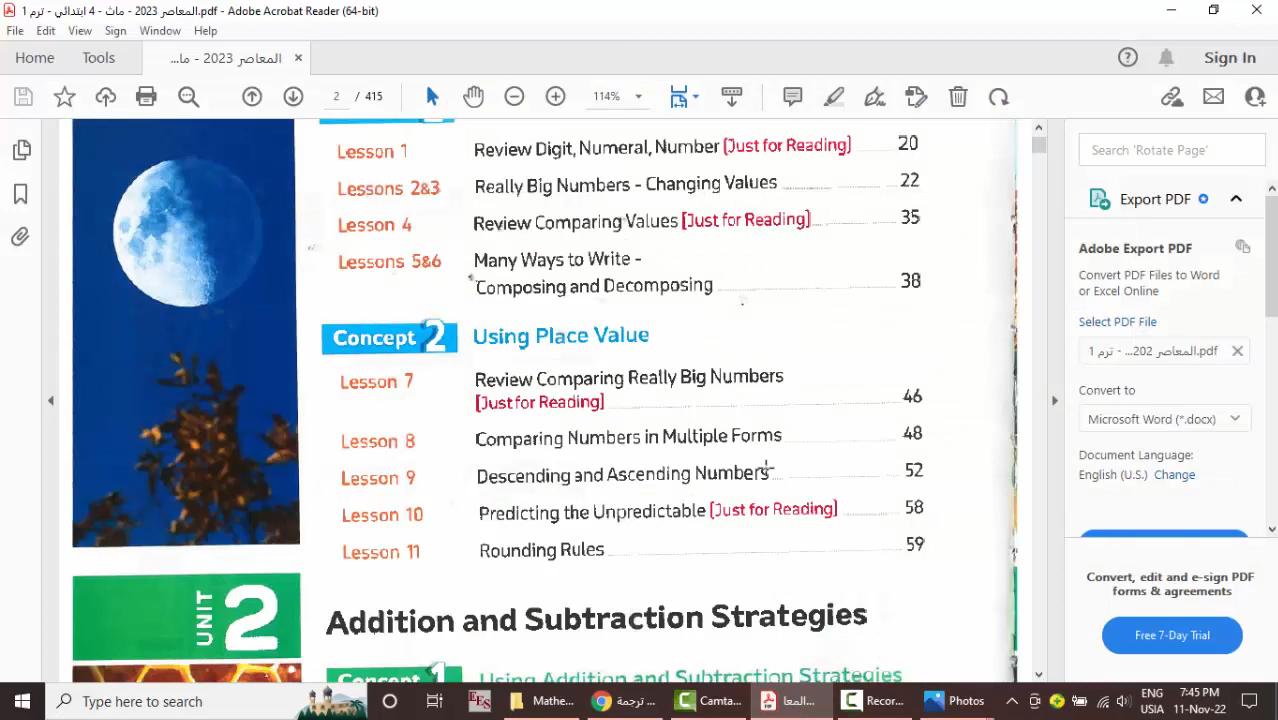 المعاصر 2023 - ماث - 4 ابتدائي - ترم 1.pdf - Adobe Acrobat Reader (64-bit)
File Edit View Sign Window Help
Home Tools المعاصر 2023 - ما... Sign In
2 / 415 114%
Lesson 1 Review Digit, Numeral, Number [Just for Reading] 20
Lessons 2&3 Really Big Numbers - Changing Values 22
Lesson 4 Review Comparing Values [Just for Reading] 35
Lessons 5&6 Many Ways to Write -
Composing and Decomposing 38
Concept 2 Using Place Value
Lesson 7 Review Comparing Really Big Numbers
[Just for Reading] 46
Lesson 8 Comparing Numbers in Multiple Forms 48
Lesson 9 Descending and Ascending Numbers 52
Lesson 10 Predicting the Unpredictable [Just for Reading] 58
Lesson 11 Rounding Rules 59
UNIT 2
Addition and Subtraction Strategies
Concept 1 Using Addition and Subtraction Strategies
Search 'Rotate Page'
Export PDF
Adobe Export PDF
Convert PDF Files to Word
or Excel Online
Select PDF File
المعاصر 202... - ترم 1.pdf
Convert to
Microsoft Word (*.docx)
Document Language:
English (U.S.) Change
Convert, edit and e-sign PDF
forms & agreements
Free 7-Day Trial
Type here to search
Mathe...
ترجمة ...
Camta...
المعا...
Recor...
Photos
ENG
USIA
7:45 PM
11-Nov-22